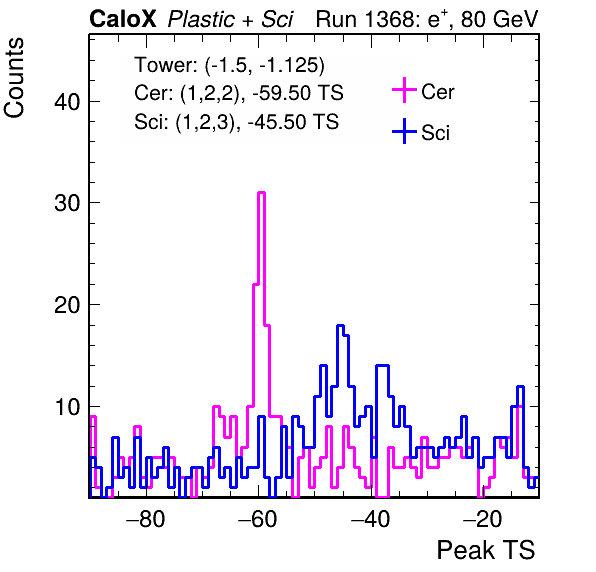 CaloX Plastic + Sci Run 1368: e+, 80 GeV
Counts
Tower: (-1.5, -1.125)
Cer: (1,2,2), -59.50 TS
Sci: (1,2,3), -45.50 TS
Cer
Sci
40
30
20
10
−80 −60 −40 −20
Peak TS